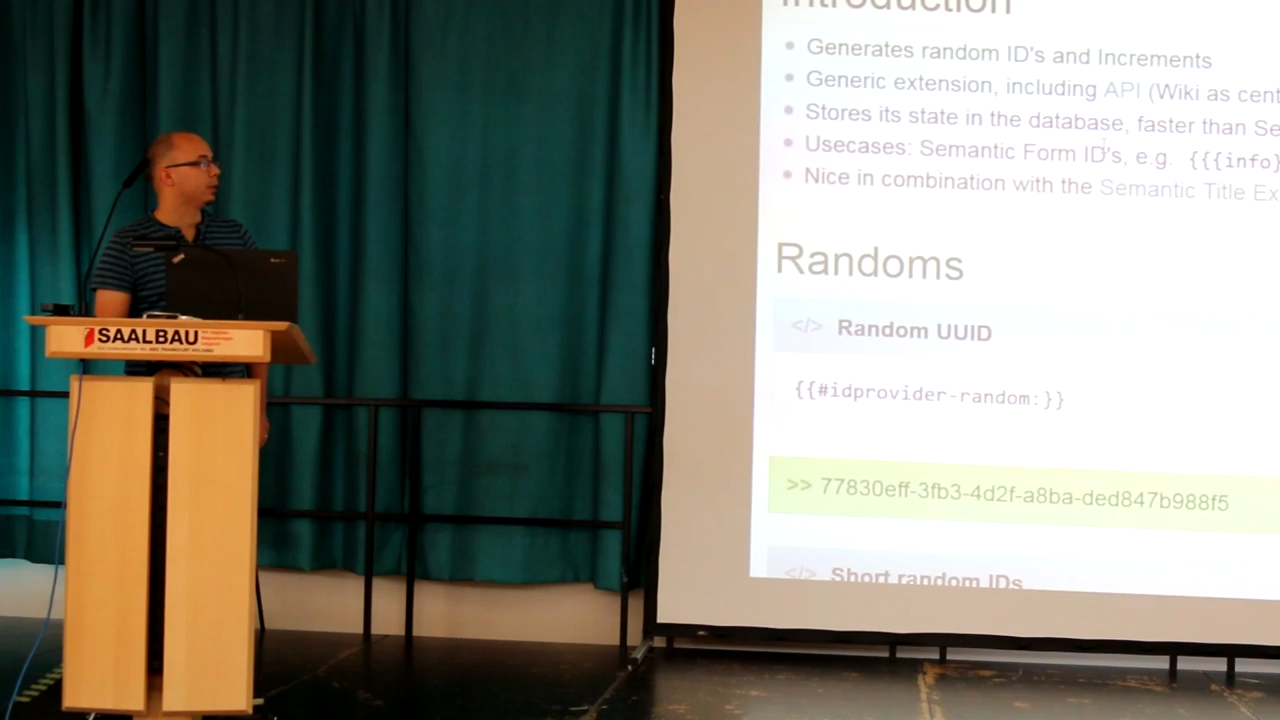 Introduction
Generates random ID's and Increments
Generic extension, including API (Wiki as cent
Stores its state in the database, faster than Se
Usecases: Semantic Form ID's, e.g. {{{info}
Nice in combination with the Semantic Title Ex
Randoms
</> Random UUID
{{#idprovider-random:}}
>> 77830eff-3fb3-4d2f-a8ba-ded847b988f5
</> Short random IDs
SAALBAU